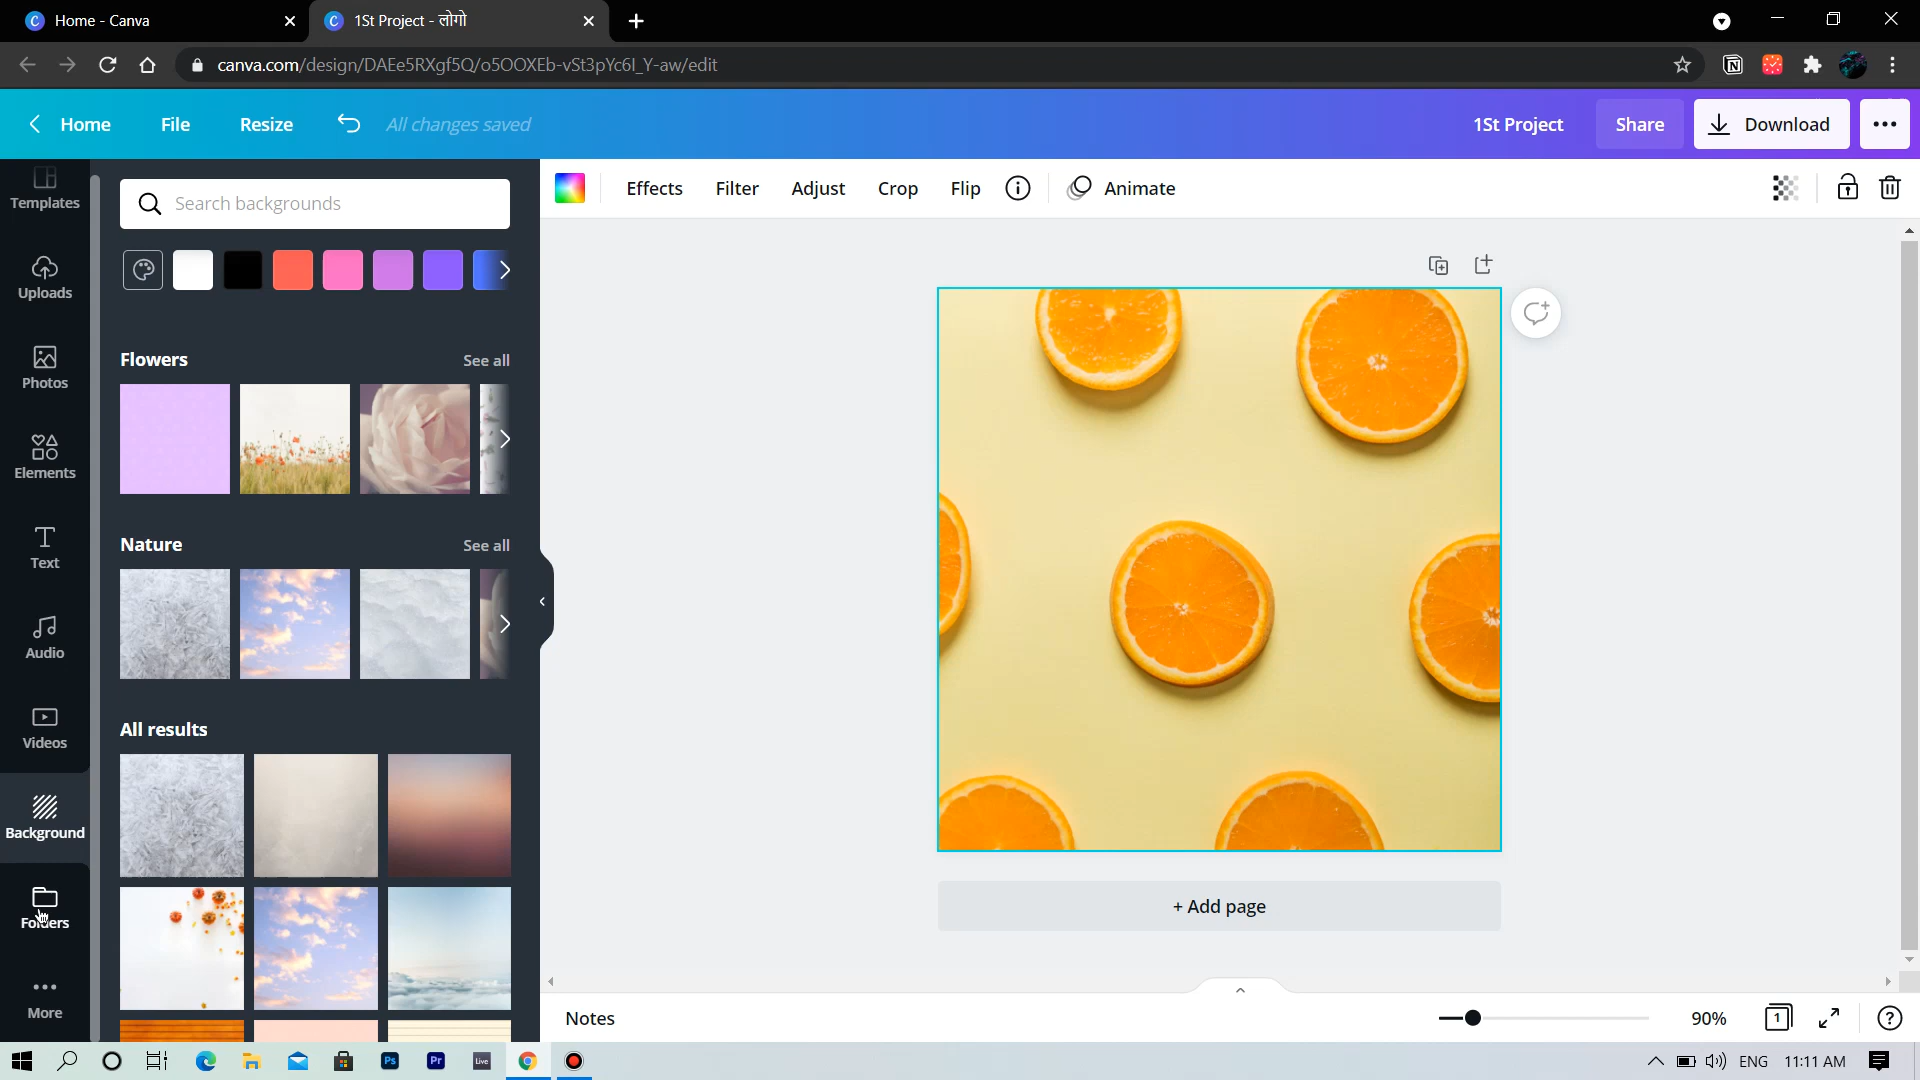 Home - Canva
1St Project - लोगो
canva.com/design/DAEe5RXgf5Q/o5OOXEb-vSt3pYc6l_Y-aw/edit
Home
File
Resize
All changes saved
1St Project
Share
Download
Templates
Uploads
Photos
Elements
Text
Audio
Videos
Background
Folders
More
Search backgrounds
Flowers
See all
Nature
See all
All results
Effects
Filter
Adjust
Crop
Flip
Animate
+ Add page
Notes
90%
1
Ps
Pr
Live
ENG
11:11 AM